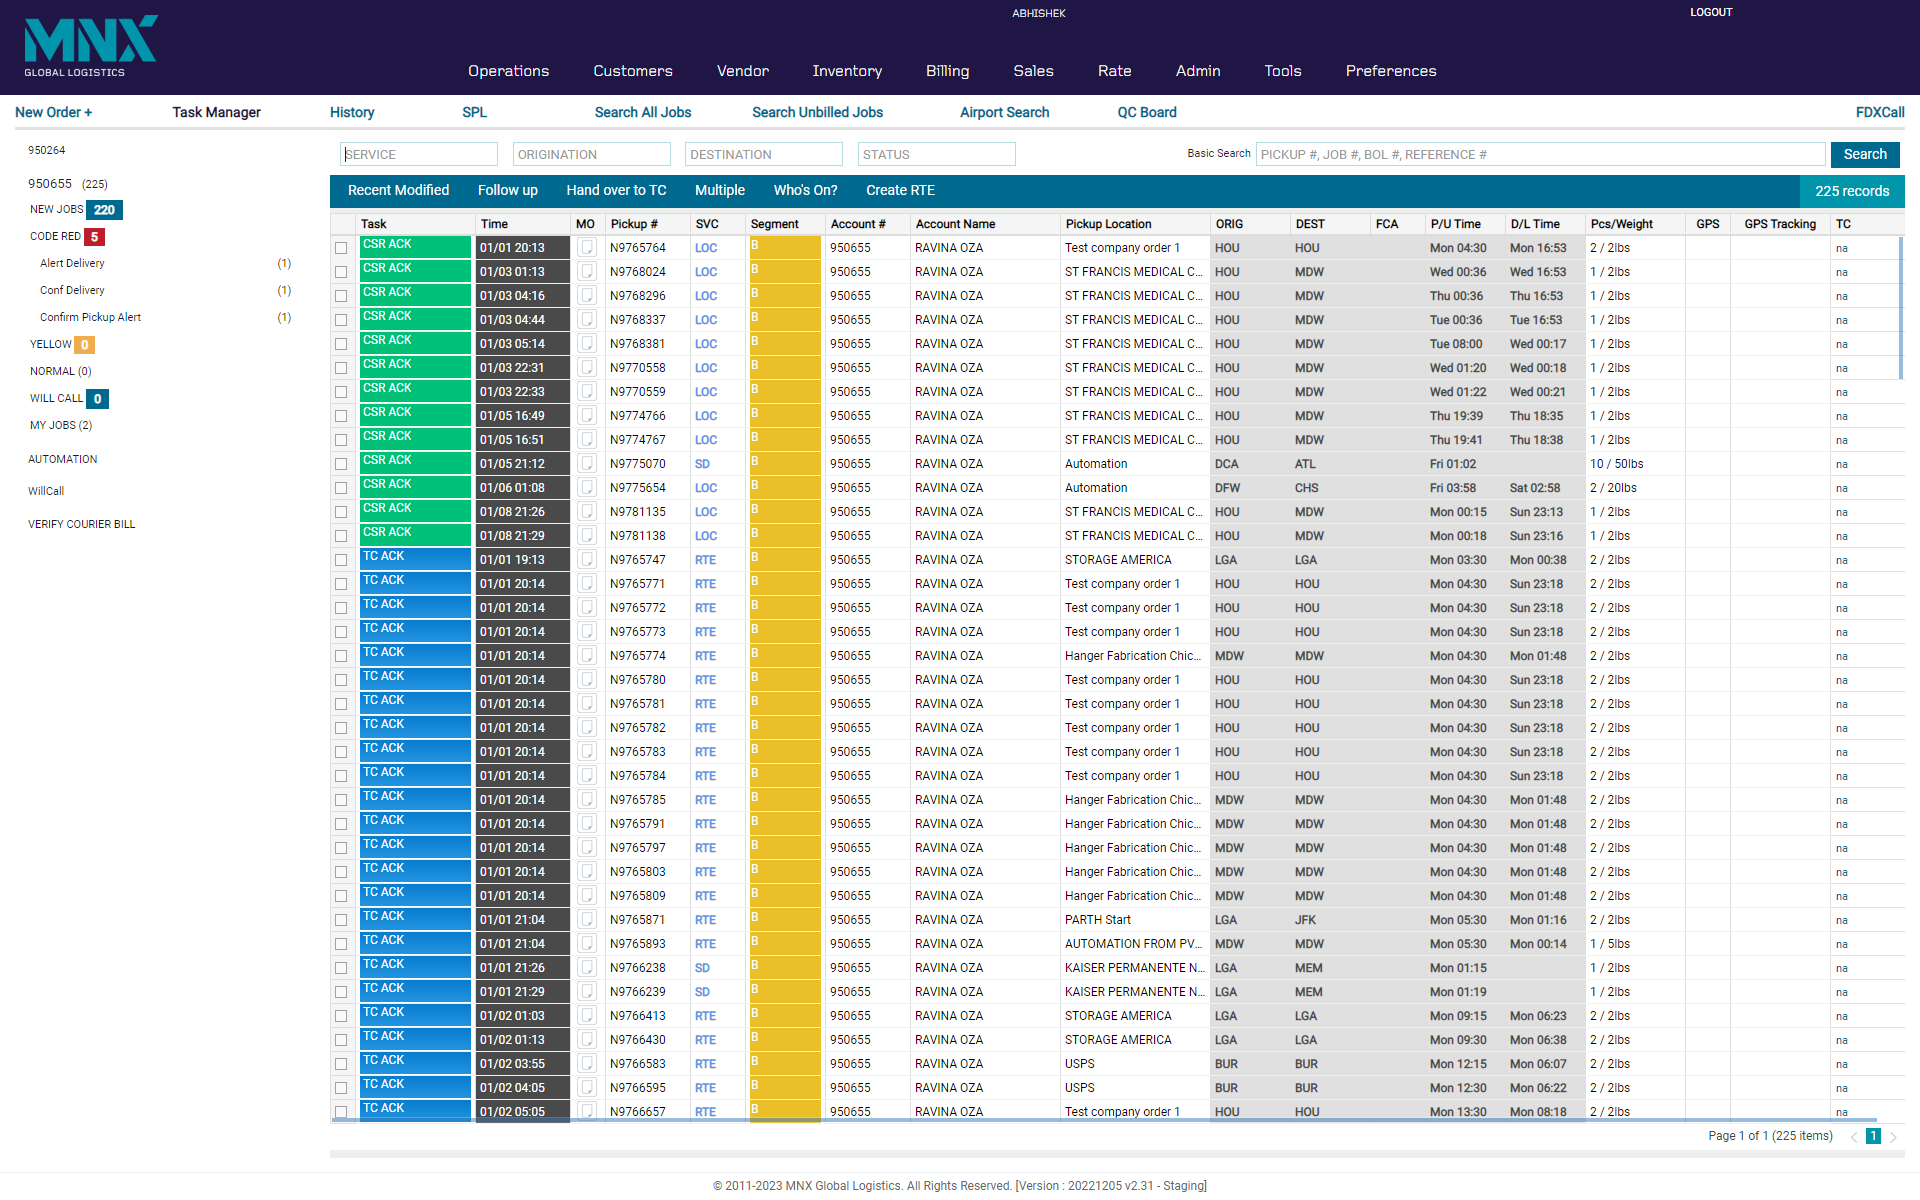 ABHISHEK
LOGOUT
MNX
GLOBAL LOGISTICS
Operations Customers Vendor Inventory Billing Sales Rate Admin Tools Preferences
New Order + Task Manager History SPL Search All Jobs Search Unbilled Jobs Airport Search QC Board FDXCall
950264
950655 (225)
NEW JOBS 220
CODE RED 5
Alert Delivery (1)
Conf Delivery (1)
Confirm Pickup Alert (1)
YELLOW 0
NORMAL (0)
WILL CALL 0
MY JOBS (2)
AUTOMATION
WillCall
VERIFY COURIER BILL
SERVICE ORIGINATION DESTINATION STATUS Basic Search PICKUP #, JOB #, BOL #, REFERENCE # Search
Recent Modified Follow up Hand over to TC Multiple Who's On? Create RTE 225 records
Task Time MO Pickup # SVC Segment Account # Account Name Pickup Location ORIG DEST FCA P/U Time D/L Time Pcs/Weight GPS GPS Tracking TC
CSR ACK 01/01 20:13 N9765764 LOC B 950655 RAVINA OZA Test company order 1 HOU HOU Mon 04:30 Mon 16:53 2 / 2lbs na
CSR ACK 01/03 01:13 N9768024 LOC B 950655 RAVINA OZA ST FRANCIS MEDICAL C... HOU MDW Wed 00:36 Wed 16:53 1 / 2lbs na
CSR ACK 01/03 04:16 N9768296 LOC B 950655 RAVINA OZA ST FRANCIS MEDICAL C... HOU MDW Thu 00:36 Thu 16:53 1 / 2lbs na
CSR ACK 01/03 04:44 N9768337 LOC B 950655 RAVINA OZA ST FRANCIS MEDICAL C... HOU MDW Tue 00:36 Tue 16:53 1 / 2lbs na
CSR ACK 01/03 05:14 N9768381 LOC B 950655 RAVINA OZA ST FRANCIS MEDICAL C... HOU MDW Tue 08:00 Wed 00:17 1 / 2lbs na
CSR ACK 01/03 22:31 N9770558 LOC B 950655 RAVINA OZA ST FRANCIS MEDICAL C... HOU MDW Wed 01:20 Wed 00:18 1 / 2lbs na
CSR ACK 01/03 22:33 N9770559 LOC B 950655 RAVINA OZA ST FRANCIS MEDICAL C... HOU MDW Wed 01:22 Wed 00:21 1 / 2lbs na
CSR ACK 01/05 16:49 N9774766 LOC B 950655 RAVINA OZA ST FRANCIS MEDICAL C... HOU MDW Thu 19:39 Thu 18:35 1 / 2lbs na
CSR ACK 01/05 16:51 N9774767 LOC B 950655 RAVINA OZA ST FRANCIS MEDICAL C... HOU MDW Thu 19:41 Thu 18:38 1 / 2lbs na
CSR ACK 01/05 21:12 N9775070 SD B 950655 RAVINA OZA Automation DCA ATL Fri 01:02 10 / 50lbs na
CSR ACK 01/06 01:08 N9775654 LOC B 950655 RAVINA OZA Automation DFW CHS Fri 03:58 Sat 02:58 2 / 20lbs na
CSR ACK 01/08 21:26 N9781135 LOC B 950655 RAVINA OZA ST FRANCIS MEDICAL C... HOU MDW Mon 00:15 Sun 23:13 1 / 2lbs na
CSR ACK 01/08 21:29 N9781138 LOC B 950655 RAVINA OZA ST FRANCIS MEDICAL C... HOU MDW Mon 00:18 Sun 23:16 1 / 2lbs na
TC ACK 01/01 19:13 N9765747 RTE B 950655 RAVINA OZA STORAGE AMERICA LGA LGA Mon 03:30 Mon 00:38 2 / 2lbs na
TC ACK 01/01 20:14 N9765771 RTE B 950655 RAVINA OZA Test company order 1 HOU HOU Mon 04:30 Sun 23:18 2 / 2lbs na
TC ACK 01/01 20:14 N9765772 RTE B 950655 RAVINA OZA Test company order 1 HOU HOU Mon 04:30 Sun 23:18 2 / 2lbs na
TC ACK 01/01 20:14 N9765773 RTE B 950655 RAVINA OZA Test company order 1 HOU HOU Mon 04:30 Sun 23:18 2 / 2lbs na
TC ACK 01/01 20:14 N9765774 RTE B 950655 RAVINA OZA Hanger Fabrication Chic... MDW MDW Mon 04:30 Mon 01:48 2 / 2lbs na
TC ACK 01/01 20:14 N9765780 RTE B 950655 RAVINA OZA Test company order 1 HOU HOU Mon 04:30 Sun 23:18 2 / 2lbs na
TC ACK 01/01 20:14 N9765781 RTE B 950655 RAVINA OZA Test company order 1 HOU HOU Mon 04:30 Sun 23:18 2 / 2lbs na
TC ACK 01/01 20:14 N9765782 RTE B 950655 RAVINA OZA Test company order 1 HOU HOU Mon 04:30 Sun 23:18 2 / 2lbs na
TC ACK 01/01 20:14 N9765783 RTE B 950655 RAVINA OZA Test company order 1 HOU HOU Mon 04:30 Sun 23:18 2 / 2lbs na
TC ACK 01/01 20:14 N9765784 RTE B 950655 RAVINA OZA Test company order 1 HOU HOU Mon 04:30 Sun 23:18 2 / 2lbs na
TC ACK 01/01 20:14 N9765785 RTE B 950655 RAVINA OZA Hanger Fabrication Chic... MDW MDW Mon 04:30 Mon 01:48 2 / 2lbs na
TC ACK 01/01 20:14 N9765791 RTE B 950655 RAVINA OZA Hanger Fabrication Chic... MDW MDW Mon 04:30 Mon 01:48 2 / 2lbs na
TC ACK 01/01 20:14 N9765797 RTE B 950655 RAVINA OZA Hanger Fabrication Chic... MDW MDW Mon 04:30 Mon 01:48 2 / 2lbs na
TC ACK 01/01 20:14 N9765803 RTE B 950655 RAVINA OZA Hanger Fabrication Chic... MDW MDW Mon 04:30 Mon 01:48 2 / 2lbs na
TC ACK 01/01 20:14 N9765809 RTE B 950655 RAVINA OZA Hanger Fabrication Chic... MDW MDW Mon 04:30 Mon 01:48 2 / 2lbs na
TC ACK 01/01 21:04 N9765871 RTE B 950655 RAVINA OZA PARTH Start LGA JFK Mon 05:30 Mon 01:16 2 / 2lbs na
TC ACK 01/01 21:04 N9765893 RTE B 950655 RAVINA OZA AUTOMATION FROM PV... MDW MDW Mon 05:30 Mon 00:14 1 / 5lbs na
TC ACK 01/01 21:26 N9766238 SD B 950655 RAVINA OZA KAISER PERMANENTE N... LGA MEM Mon 01:15 1 / 2lbs na
TC ACK 01/01 21:29 N9766239 SD B 950655 RAVINA OZA KAISER PERMANENTE N... LGA MEM Mon 01:19 1 / 2lbs na
TC ACK 01/02 01:03 N9766413 RTE B 950655 RAVINA OZA STORAGE AMERICA LGA LGA Mon 09:15 Mon 06:23 2 / 2lbs na
TC ACK 01/02 01:13 N9766430 RTE B 950655 RAVINA OZA STORAGE AMERICA LGA LGA Mon 09:30 Mon 06:38 2 / 2lbs na
TC ACK 01/02 03:55 N9766583 RTE B 950655 RAVINA OZA USPS BUR BUR Mon 12:15 Mon 06:07 2 / 2lbs na
TC ACK 01/02 04:05 N9766595 RTE B 950655 RAVINA OZA USPS BUR BUR Mon 12:30 Mon 06:22 2 / 2lbs na
TC ACK 01/02 05:05 N9766657 RTE B 950655 RAVINA OZA Test company order 1 HOU HOU Mon 13:30 Mon 08:18 2 / 2lbs na
Page 1 of 1 (225 items) 1
© 2011-2023 MNX Global Logistics. All Rights Reserved. [Version : 20221205 v2.31 - Staging]